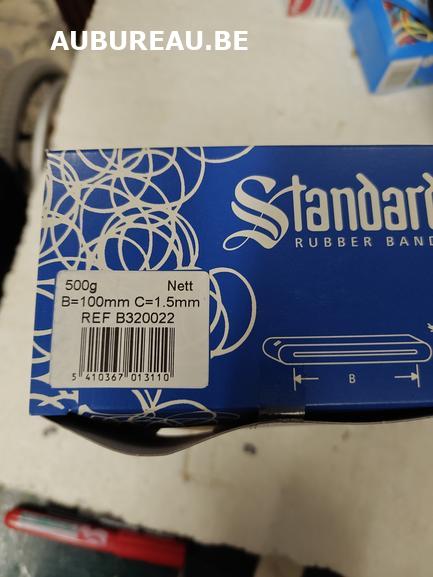 AUBUREAU.BE
Standard
RUBBER BAND
500g Nett
B=100mm C=1.5mm
REF B320022
5 410367 013110
B